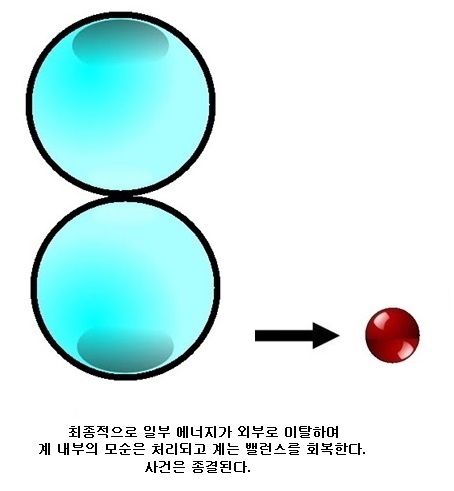 최종적으로 일부 에너지가 외부로 이탈하며
계 내부의 모순은 처리되고 계는 밸런스를 회복한다.
사건은 종결된다.